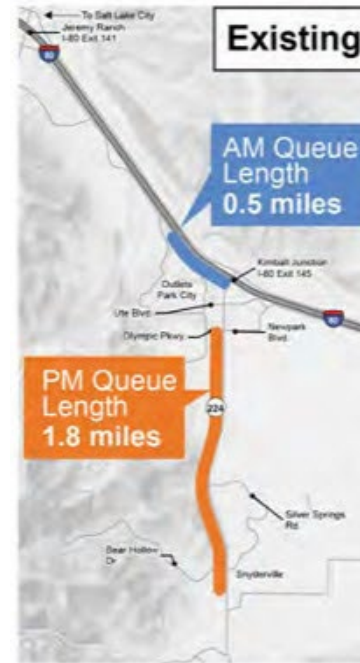 To Salt Lake City
Jeremy Ranch
I-80 Exit 141
80
Existing
AM Queue
Length
0.5 miles
Kimball Junction
I-80 Exit 145
Outlets
Park City
Ute Blvd
80
Olympic Pkwy
Newpark
Blvd
PM Queue
Length
1.8 miles
224
Silver Springs
Rd
Bear Hollow
Dr
Snyderville